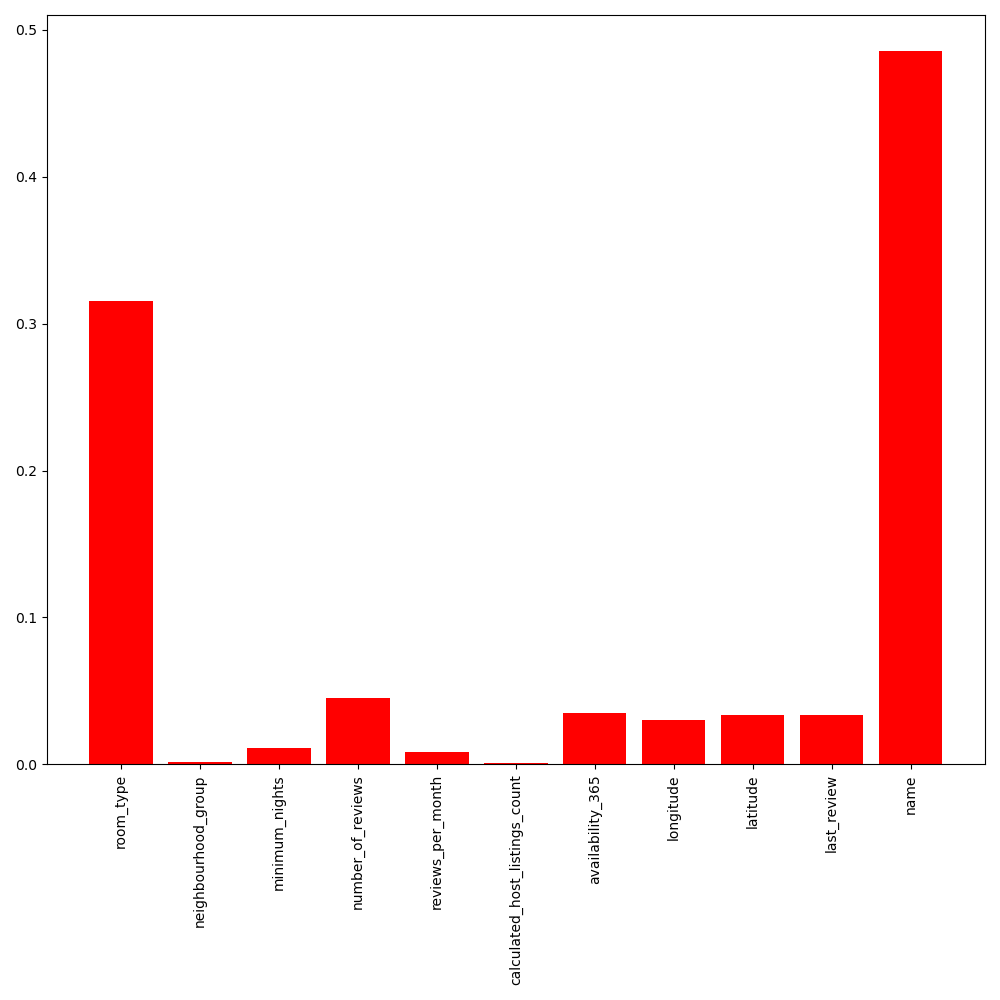 0.5
0.4
0.3
0.2
0.1
0.0
room_type
neighbourhood_group
minimum_nights
number_of_reviews
reviews_per_month
calculated_host_listings_count
availability_365
longitude
latitude
last_review
name